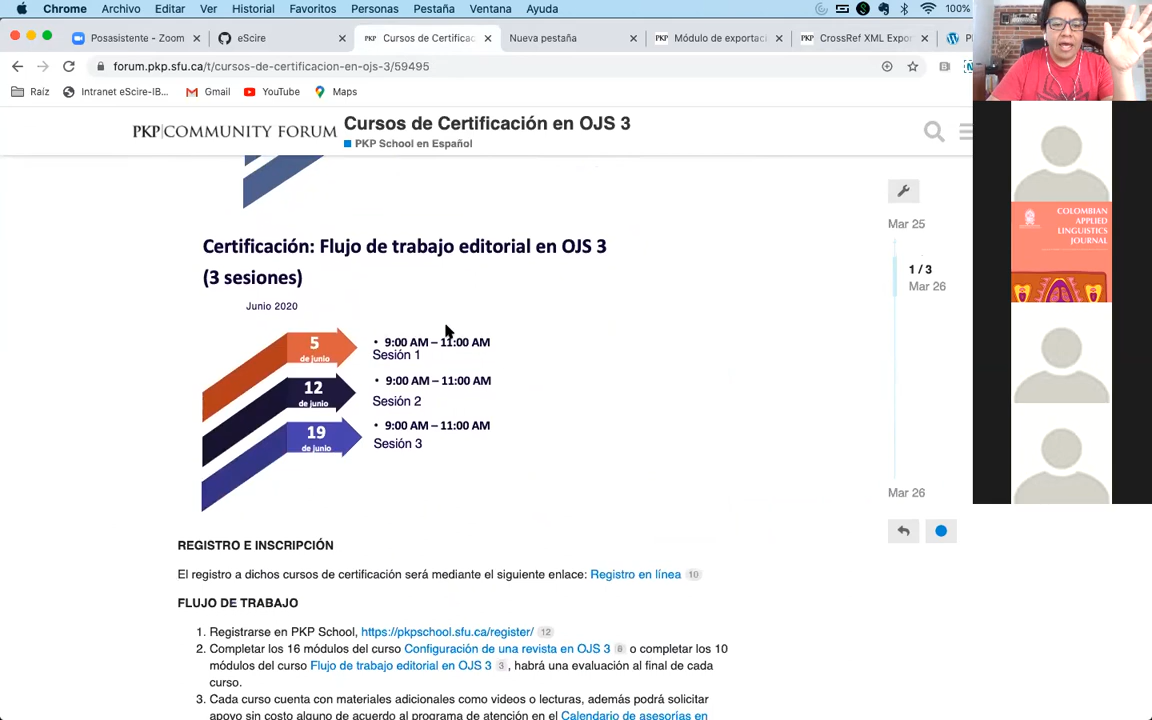 Chrome Archivo Editar Ver Historial Favoritos Personas Pestaña Ventana Ayuda 100%
Posasistente - Zoom × eScire × PKP Cursos de Certificac × Nueva pestaña × PKP Módulo de exportac × PKP CrossRef XML Expor ×
forum.pkp.sfu.ca/t/cursos-de-certificacion-en-ojs-3/59495
Raíz Intranet eScire-IB... Gmail YouTube Maps
PKP|COMMUNITY FORUM Cursos de Certificación en OJS 3
PKP School en Español
Mar 25
1 / 3
Mar 26
Mar 26
Certificación: Flujo de trabajo editorial en OJS 3
(3 sesiones)
Junio 2020
5
de junio
• 9:00 AM – 11:00 AM
Sesión 1
12
de junio
• 9:00 AM – 11:00 AM
Sesión 2
19
de junio
• 9:00 AM – 11:00 AM
Sesión 3
REGISTRO E INSCRIPCIÓN
El registro a dichos cursos de certificación será mediante el siguiente enlace: Registro en línea 10
FLUJO DE TRABAJO
1. Registrarse en PKP School, https://pkpschool.sfu.ca/register/ 12
2. Completar los 16 módulos del curso Configuración de una revista en OJS 3 8 o completar los 10
módulos del curso Flujo de trabajo editorial en OJS 3 3 , habrá una evaluación al final de cada
curso.
3. Cada curso cuenta con materiales adicionales como videos o lecturas, además podrá solicitar
apoyo sin costo alguno de acuerdo al programa de atención en el Calendario de asesorías en
COLOMBIAN
APPLIED
LINGUISTICS
JOURNAL